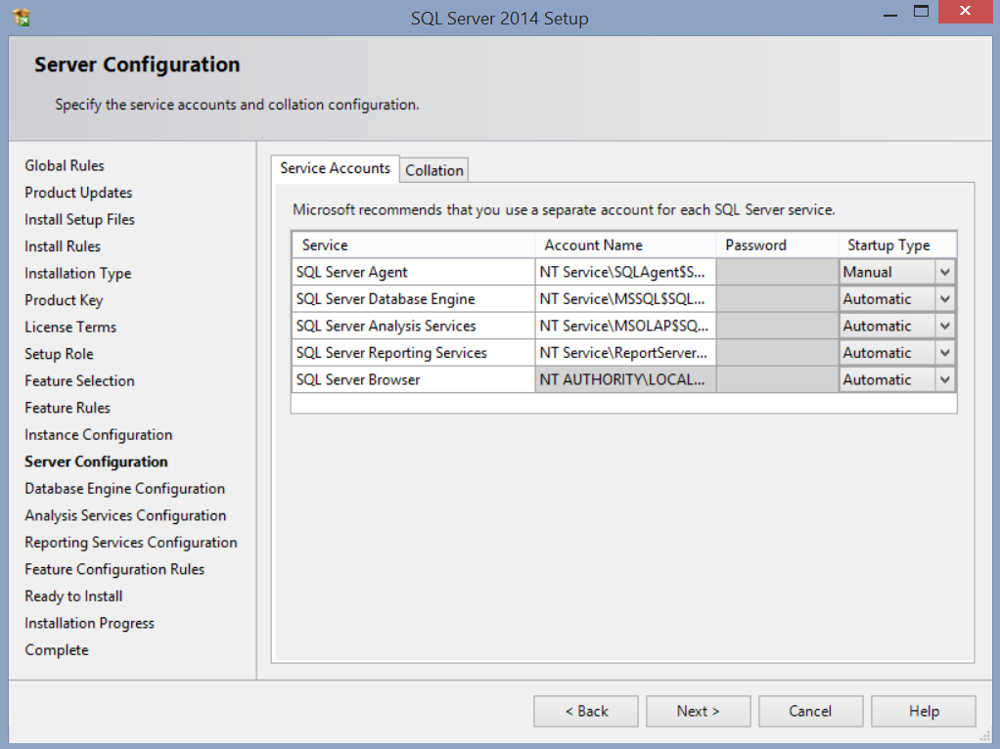 SQL Server 2014 Setup
Server Configuration
Specify the service accounts and collation configuration.
Global Rules
Product Updates
Install Setup Files
Install Rules
Installation Type
Product Key
License Terms
Setup Role
Feature Selection
Feature Rules
Instance Configuration
Server Configuration
Database Engine Configuration
Analysis Services Configuration
Reporting Services Configuration
Feature Configuration Rules
Ready to Install
Installation Progress
Complete
Service Accounts Collation
Microsoft recommends that you use a separate account for each SQL Server service.
Service Account Name Password Startup Type
SQL Server Agent NT Service\SQLAgent$S... Manual
SQL Server Database Engine NT Service\MSSQL$SQL... Automatic
SQL Server Analysis Services NT Service\MSOLAP$SQ... Automatic
SQL Server Reporting Services NT Service\ReportServer... Automatic
SQL Server Browser NT AUTHORITY\LOCAL... Automatic
< Back Next > Cancel Help